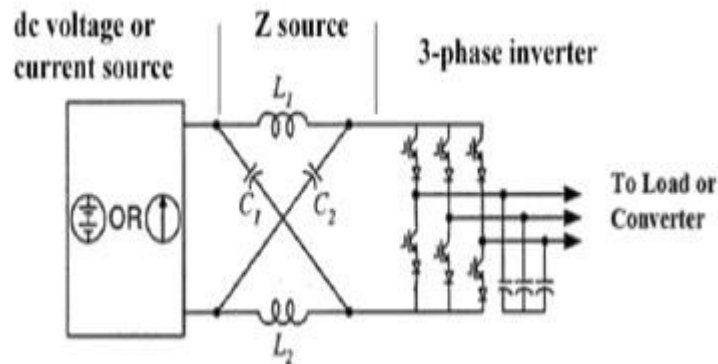 dc voltage or
current source
Z source
3-phase inverter
L1
C1
C2
OR
L2
To Load or
Converter